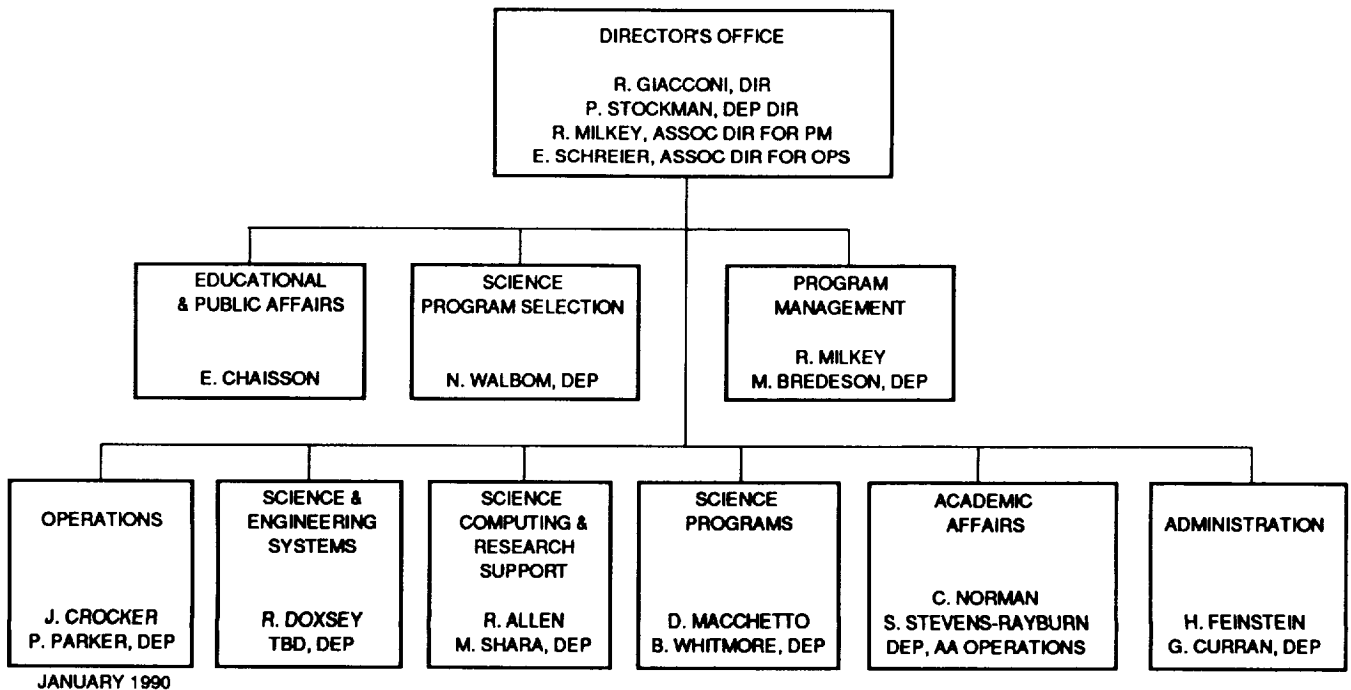 DIRECTOR'S OFFICE
R. GIACCONI, DIR
P. STOCKMAN, DEP DIR
R. MILKEY, ASSOC DIR FOR PM
E. SCHREIER, ASSOC DIR FOR OPS
EDUCATIONAL
& PUBLIC AFFAIRS
E. CHAISSON
SCIENCE
PROGRAM SELECTION
N. WALBOM, DEP
PROGRAM
MANAGEMENT
R. MILKEY
M. BREDESON, DEP
OPERATIONS
J. CROCKER
P. PARKER, DEP
SCIENCE &
ENGINEERING
SYSTEMS
R. DOXSEY
TBD, DEP
SCIENCE
COMPUTING &
RESEARCH
SUPPORT
R. ALLEN
M. SHARA, DEP
SCIENCE
PROGRAMS
D. MACCHETTO
B. WHITMORE, DEP
ACADEMIC
AFFAIRS
C. NORMAN
S. STEVENS-RAYBURN
DEP, AA OPERATIONS
ADMINISTRATION
H. FEINSTEIN
G. CURRAN, DEP
JANUARY 1990